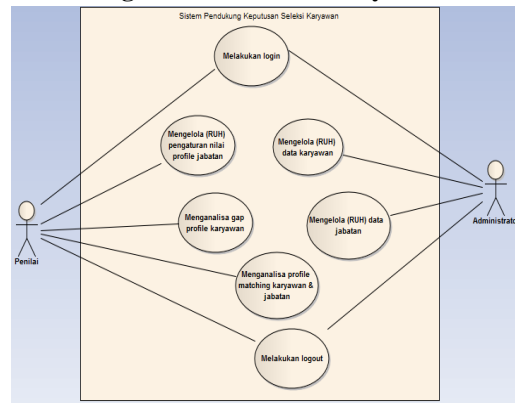 Sistem Pendukung Keputusan Seleksi Karyawan
Melakukan login
Mengelola (RUH)
pengaturan nilai
profile jabatan
Mengelola (RUH)
data karyawan
Menganalisa gap
profile karyawan
Mengelola (RUH) data
jabatan
Penilai
Administrato
Menganalisa profile
matching karyawan &
jabatan
Melakukan logout